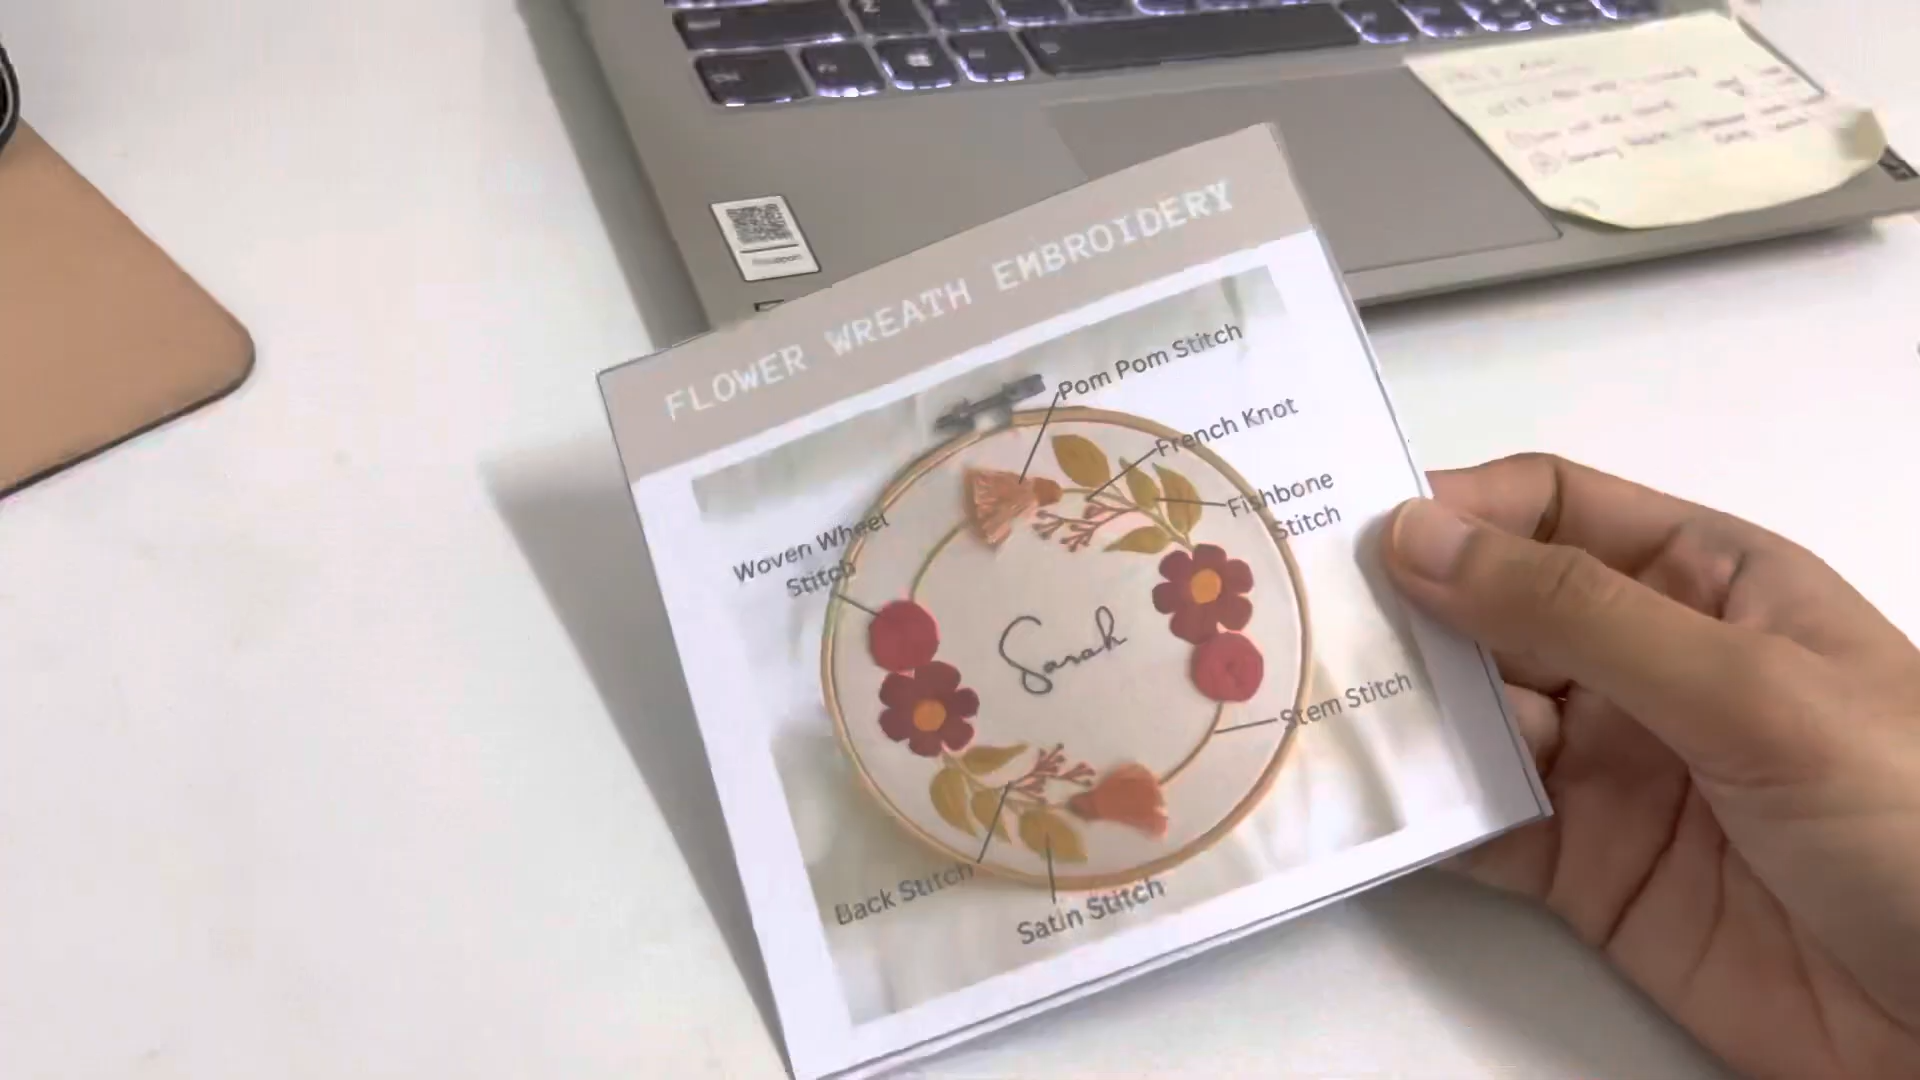 FLOWER WREATH EMBROIDERY
Pom Pom Stitch
French Knot
Fishbone
Stitch
Woven Wheel
Stitch
Sarah
Stem Stitch
Back Stitch
Satin Stitch